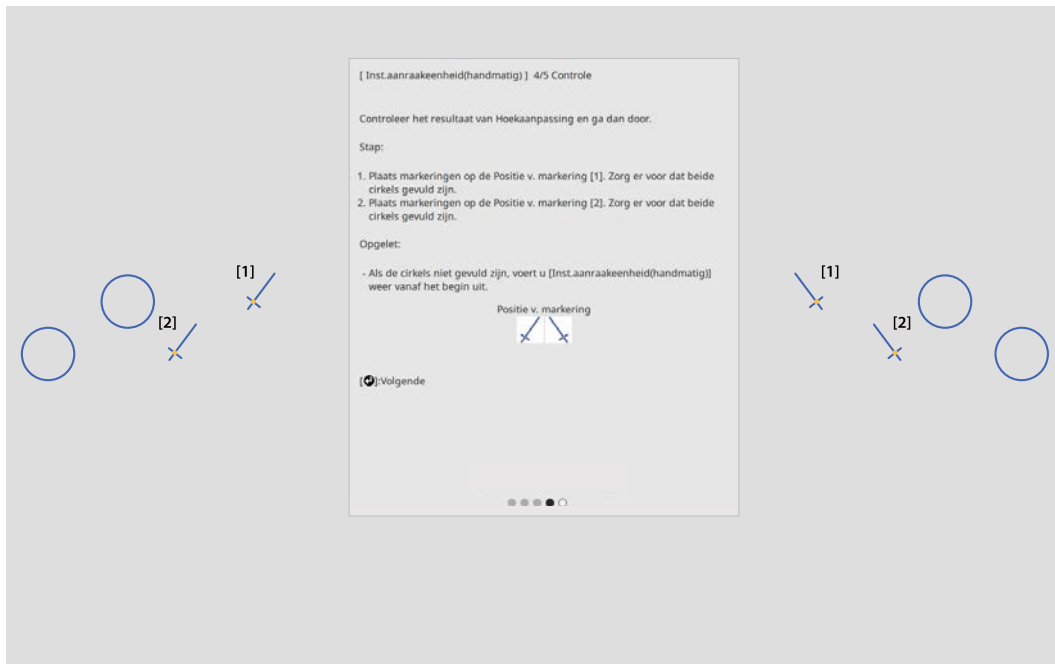 [ Inst.aanraakeenheid(handmatig) ] 4/5 Controle
Controleer het resultaat van Hoekaanpassing en ga dan door.
Stap:
1. Plaats markeringen op de Positie v. markering [1]. Zorg er voor dat beide
cirkels gevuld zijn.
2. Plaats markeringen op de Positie v. markering [2]. Zorg er voor dat beide
cirkels gevuld zijn.
Opgelet:
- Als de cirkels niet gevuld zijn, voert u [Inst.aanraakeenheid(handmatig)]
weer vanaf het begin uit.
Positie v. markering
[ ]:Volgende
[1]
[2]
[1]
[2]